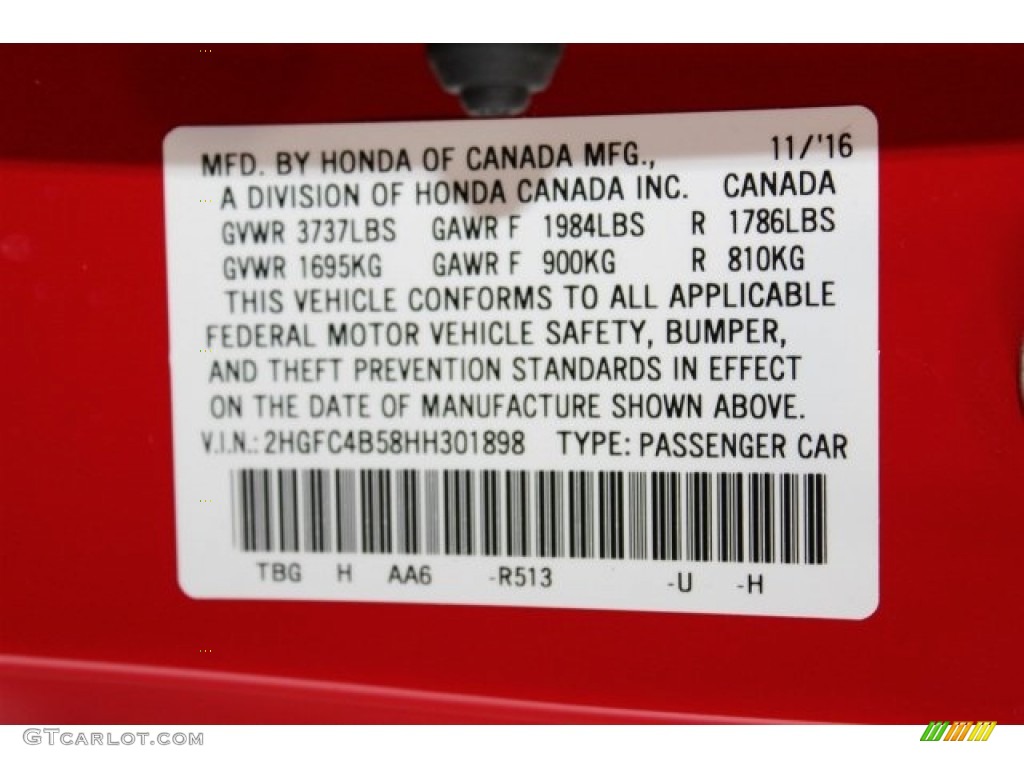 MFD. BY HONDA OF CANADA MFG., 11/'16
A DIVISION OF HONDA CANADA INC. CANADA
GVWR 3737LBS GAWR F 1984LBS R 1786LBS
GVWR 1695KG GAWR F 900KG R 810KG
THIS VEHICLE CONFORMS TO ALL APPLICABLE
FEDERAL MOTOR VEHICLE SAFETY, BUMPER,
AND THEFT PREVENTION STANDARDS IN EFFECT
ON THE DATE OF MANUFACTURE SHOWN ABOVE.
V.I.N.: 2HGFC4B58HH301898 TYPE: PASSENGER CAR
TBG H AA6 -R513 -U -H
GTCARLOT.COM